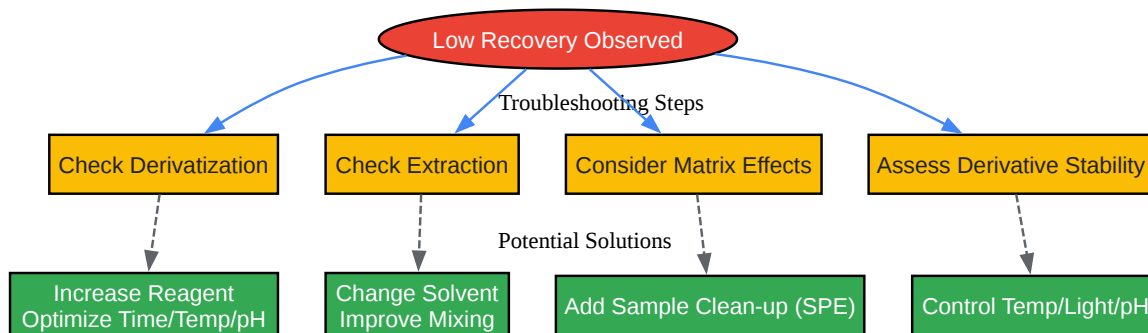 Low Recovery Observed
Troubleshooting Steps
Check Derivatization
Check Extraction
Consider Matrix Effects
Assess Derivative Stability
Potential Solutions
Increase Reagent
Optimize Time/Temp/pH
Change Solvent
Improve Mixing
Add Sample Clean-up (SPE)
Control Temp/Light/pH